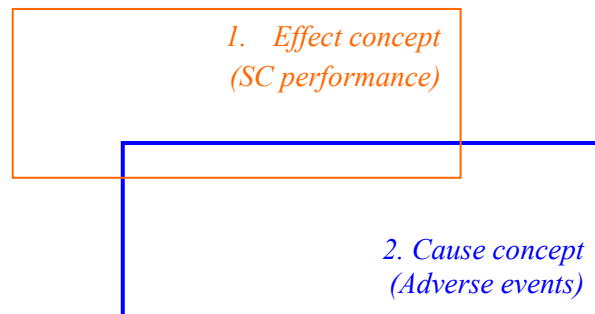 1. Effect concept
(SC performance)
2. Cause concept
(Adverse events)